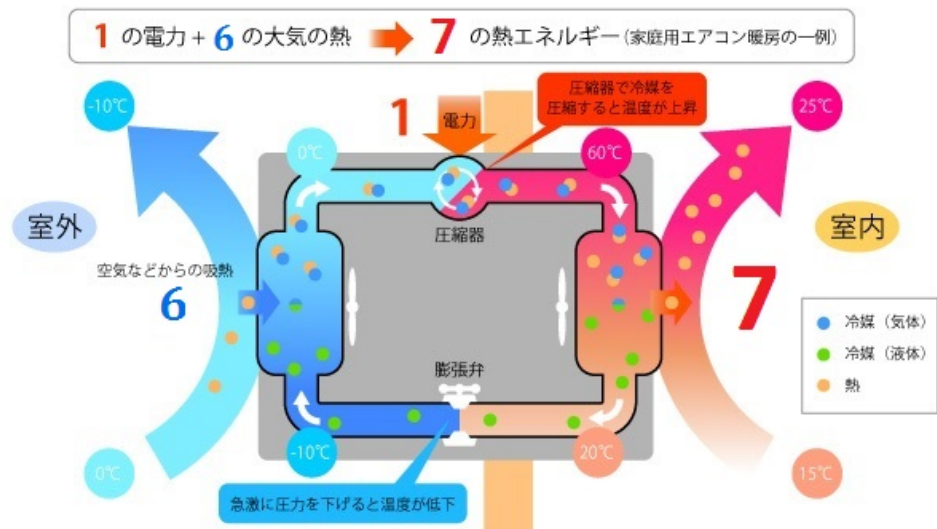 1 の電力 + 6 の大気の熱 7 の熱エネルギー(家庭用エアコン暖房の一例)
-10℃
1
電力
圧縮器で冷媒を
圧縮すると温度が上昇
25℃
0℃
60℃
室外
圧縮器
室内
空気などからの吸熱
6
7
冷媒(気体)
冷媒(液体)
熱
膨張弁
0℃
-10℃
20℃
15℃
急激に圧力を下げると温度が低下